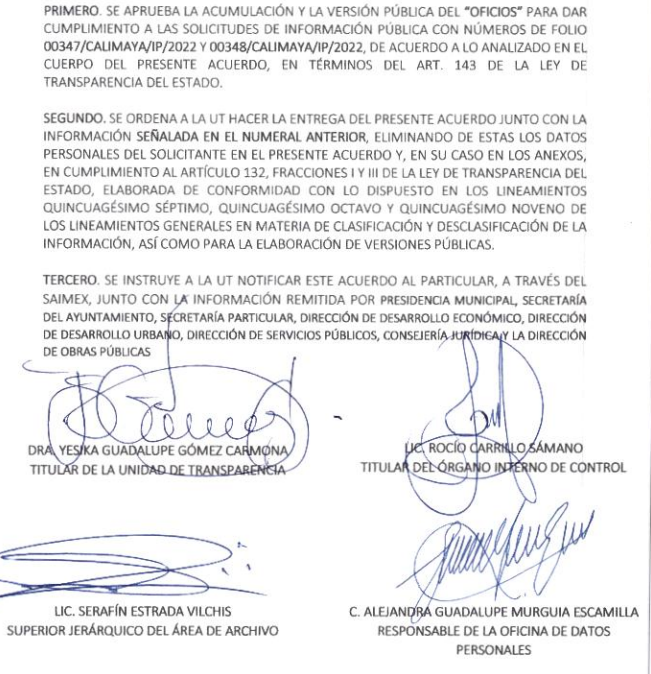 PRIMERO. SE APRUEBA LA ACUMULACIÓN Y LA VERSIÓN PÚBLICA DEL "OFICIOS" PARA DAR
CUMPLIMIENTO A LAS SOLICITUDES DE INFORMACIÓN PÚBLICA CON NÚMEROS DE FOLIO
00347/CALIMAYA/IP/2022 Y 00348/CALIMAYA/IP/2022, DE ACUERDO A LO ANALIZADO EN EL
CUERPO DEL PRESENTE ACUERDO, EN TÉRMINOS DEL ART. 143 DE LA LEY DE
TRANSPARENCIA DEL ESTADO.
SEGUNDO. SE ORDENA A LA UT HACER LA ENTREGA DEL PRESENTE ACUERDO JUNTO CON LA
INFORMACIÓN SEÑALADA EN EL NUMERAL ANTERIOR, ELIMINANDO DE ESTAS LOS DATOS
PERSONALES DEL SOLICITANTE EN EL PRESENTE ACUERDO Y, EN SU CASO EN LOS ANEXOS,
EN CUMPLIMIENTO AL ARTÍCULO 132, FRACCIONES I Y III DE LA LEY DE TRANSPARENCIA DEL
ESTADO, ELABORADA DE CONFORMIDAD CON LO DISPUESTO EN LOS LINEAMIENTOS
QUINCUAGÉSIMO SÉPTIMO, QUINCUAGÉSIMO OCTAVO Y QUINCUAGÉSIMO NOVENO DE
LOS LINEAMIENTOS GENERALES EN MATERIA DE CLASIFICACIÓN Y DESCLASIFICACIÓN DE LA
INFORMACIÓN, ASÍ COMO PARA LA ELABORACIÓN DE VERSIONES PÚBLICAS.
TERCERO. SE INSTRUYE A LA UT NOTIFICAR ESTE ACUERDO AL PARTICULAR, A TRAVÉS DEL
SAIMEX, JUNTO CON LA INFORMACIÓN REMITIDA POR PRESIDENCIA MUNICIPAL, SECRETARÍA
DEL AYUNTAMIENTO, SECRETARÍA PARTICULAR, DIRECCIÓN DE DESARROLLO ECONÓMICO, DIRECCIÓN
DE DESARROLLO URBANO, DIRECCIÓN DE SERVICIOS PÚBLICOS, CONSEJERÍA JURÍDICA Y LA DIRECCIÓN
DE OBRAS PÚBLICAS
DRA. YESIKA GUADALUPE GÓMEZ CARMONA
TITULAR DE LA UNIDAD DE TRANSPARENCIA
LIC. ROCÍO CARRILLO SÁMANO
TITULAR DEL ÓRGANO INTERNO DE CONTROL
LIC. SERAFÍN ESTRADA VILCHIS
SUPERIOR JERÁRQUICO DEL ÁREA DE ARCHIVO
C. ALEJANDRA GUADALUPE MURGUIA ESCAMILLA
RESPONSABLE DE LA OFICINA DE DATOS
PERSONALES